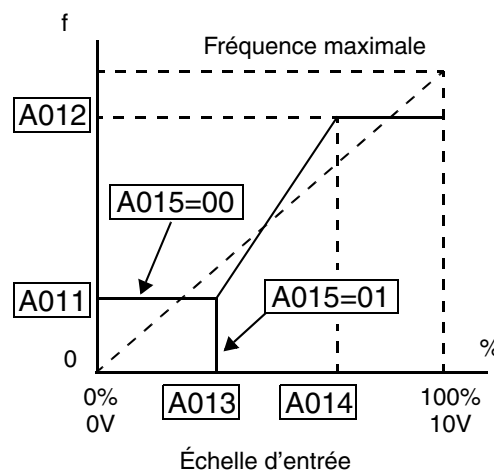 f
Fréquence maximale
A012
A015=00
A011
A015=01
0
%
0% A013 A014 100%
0V 10V
Échelle d'entrée